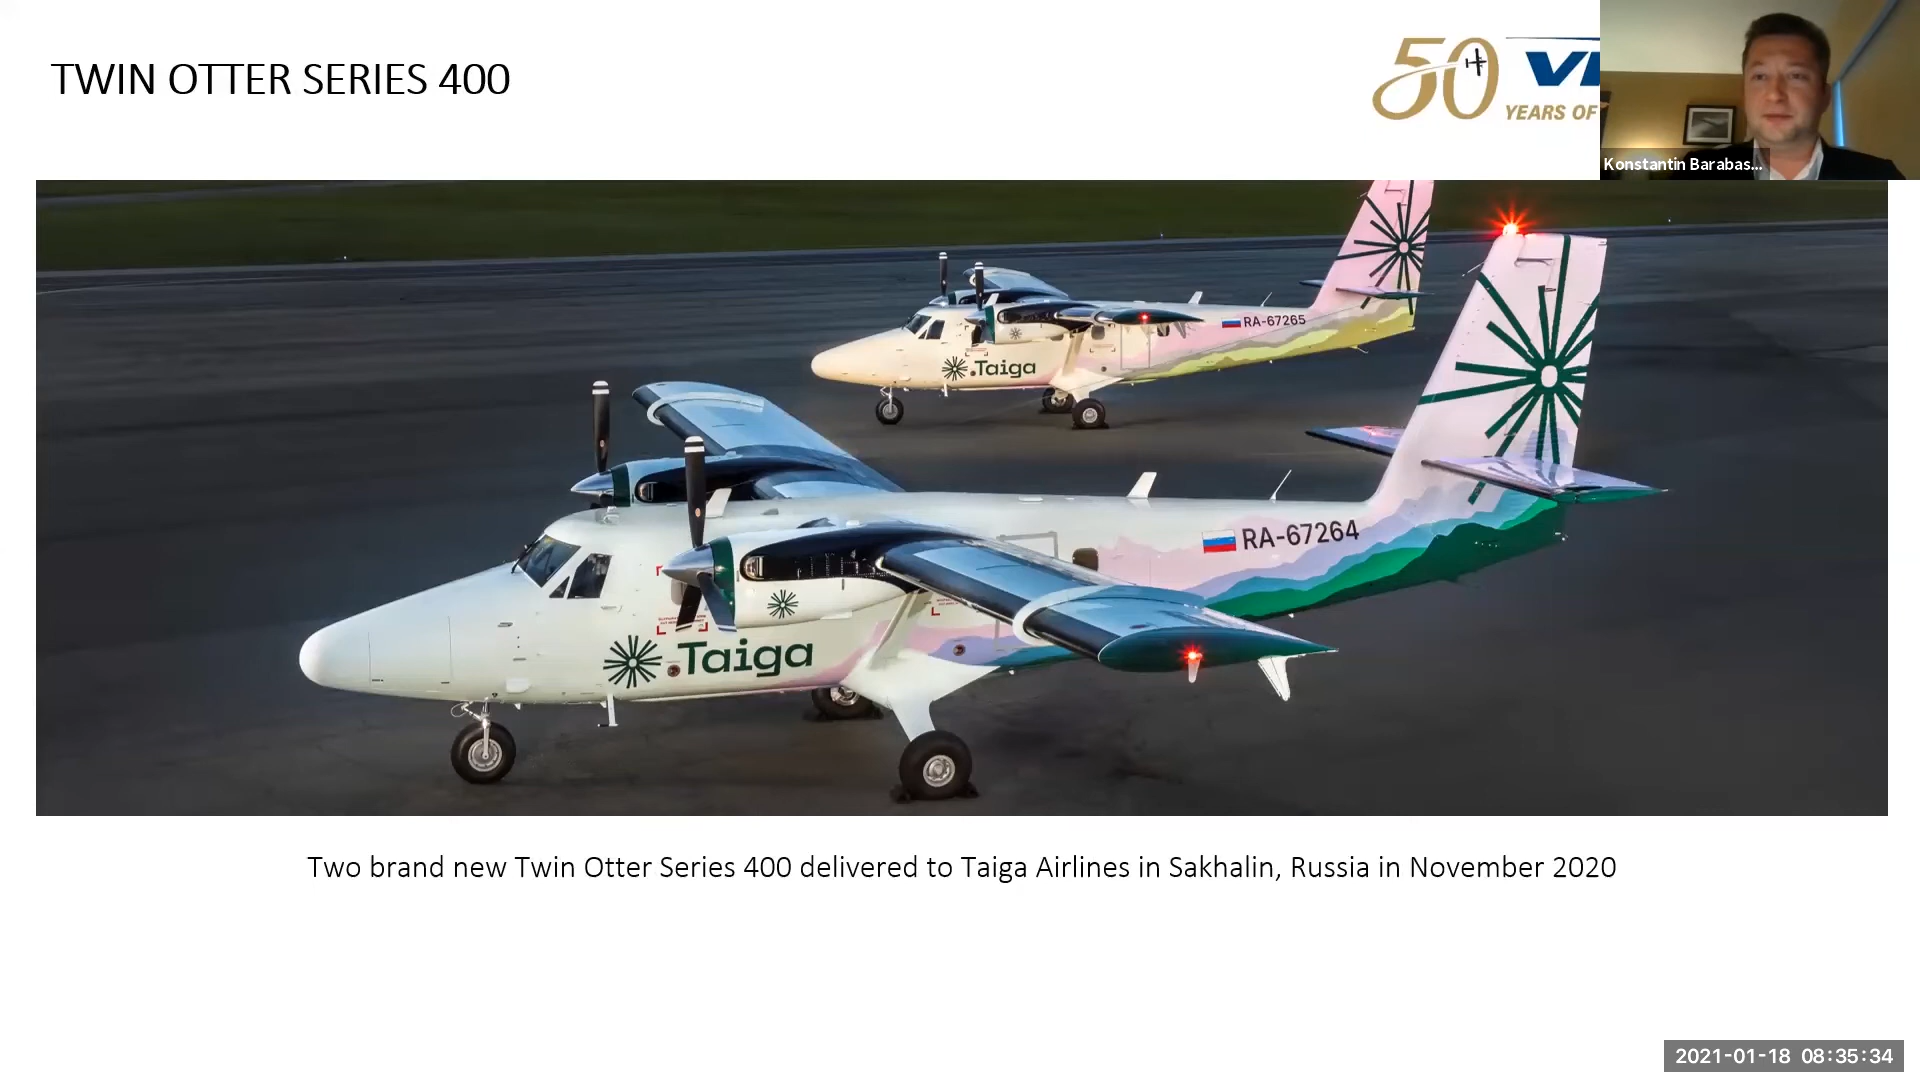 TWIN OTTER SERIES 400
50
YEARS OF
Konstantin Barabas...
RA-67265
Taiga
RA-67264
Taiga
Two brand new Twin Otter Series 400 delivered to Taiga Airlines in Sakhalin, Russia in November 2020
2021-01-18 08:35:34